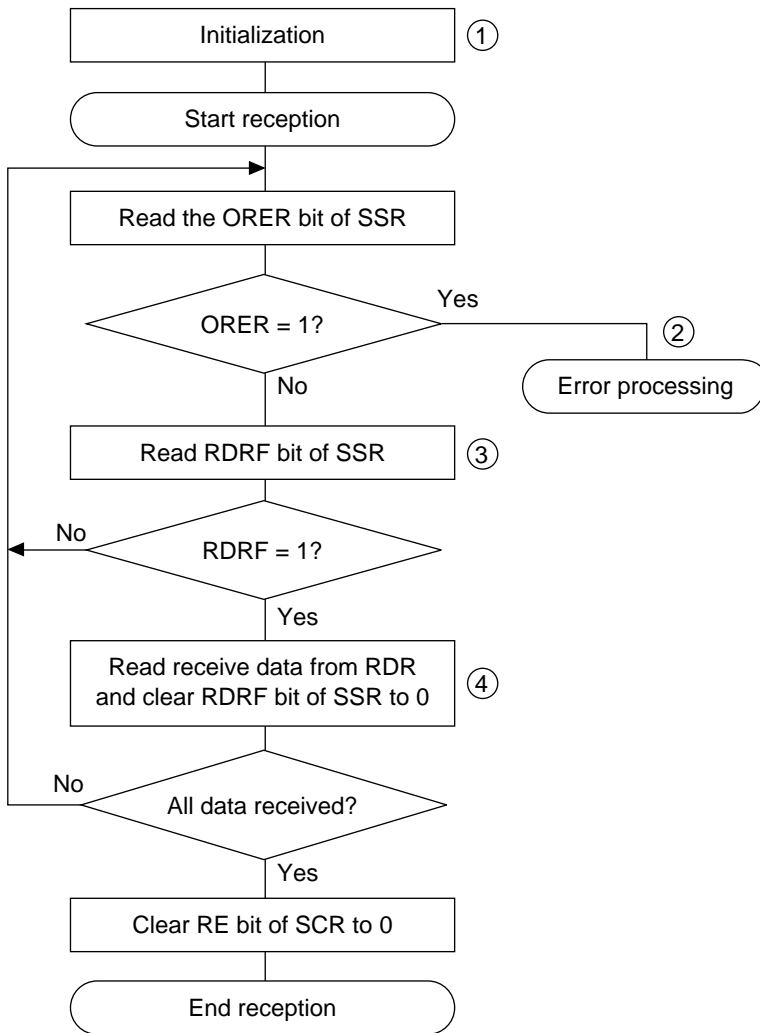 Initialization
1
Start reception
Read the ORER bit of SSR
Yes
ORER = 1?
2
Error processing
No
Read RDRF bit of SSR
3
No
RDRF = 1?
Yes
Read receive data from RDR
and clear RDRF bit of SSR to 0
4
No
All data received?
Yes
Clear RE bit of SCR to 0
End reception